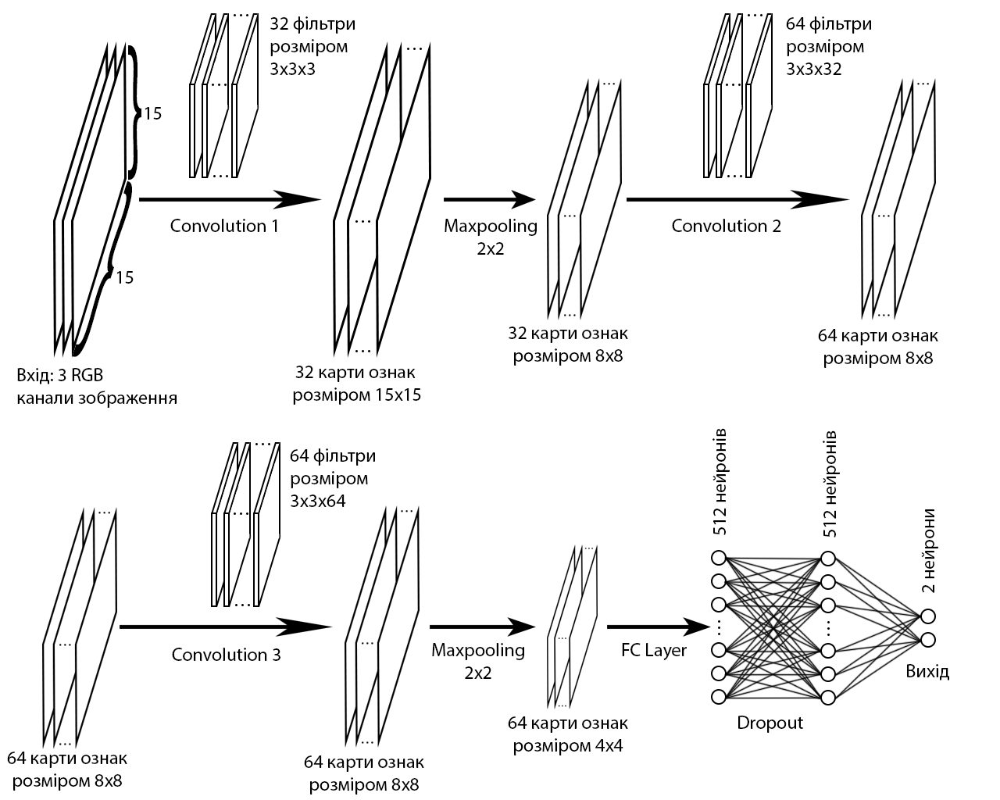 32 фільтри
розміром
3x3x3
15
Convolution 1
15
Вхід: 3 RGB
канали зображення
32 карти ознак
розміром 15x15
Maxpooling
2x2
32 карти ознак
розміром 8x8
64 фільтри
розміром
3x3x32
Convolution 2
64 карти ознак
розміром 8x8
64 карти ознак
розміром 8x8
64 фільтри
розміром
3x3x64
Convolution 3
64 карти ознак
розміром 8x8
Maxpooling
2x2
64 карти ознак
розміром 4x4
FC Layer
512 нейронів
512 нейронів
2 нейрони
Вихід
Dropout